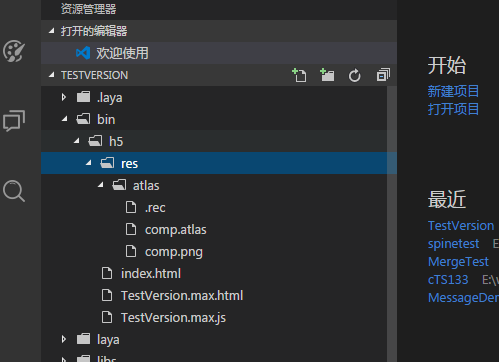 资源管理器
打开的编辑器
欢迎使用
TESTVERSION
.laya
bin
h5
res
atlas
.rec
comp.atlas
comp.png
index.html
TestVersion.max.html
TestVersion.max.js
laya
libs
开始
新建项目
打开项目
最近
TestVersion
spinetest E
MergeTest
cTS133 E:\
MessageDer